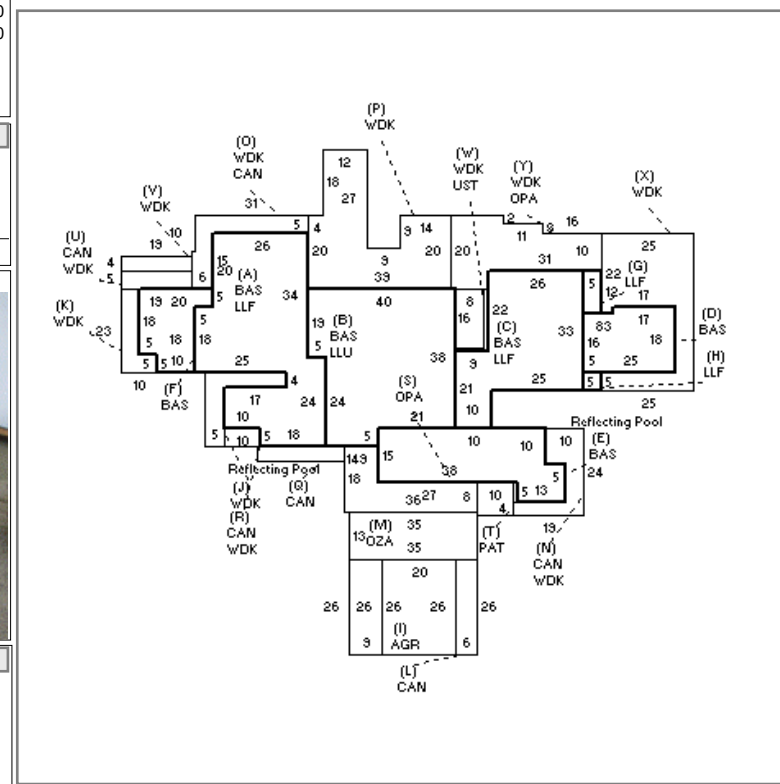 0
0
(P)
WDK
(O)
WDK
CAN
(W)
WDK
UST
(Y)
WDK
OPA
(X)
WDK
(V)
WDK
(U)
CAN
WDK
(K)
WDK
12
18
27
31
5
4
9
14
2
11
8
16
10
19
4
5
26
15
20
6
20
9
39
20
20
31
10
25
(A)
BAS
LLF
34
40
8
16
22
26
5
22
12
(G)
LLF
17
19
20
18
18
5
5
5
10
23
10
5
18
25
19
5
(B)
BAS
LLU
38
(C)
BAS
LLF
33
83
16
17
18
5
25
5
5
(D)
BAS
(H)
LLF
(F)
BAS
4
17
10
24
24
9
21
10
25
25
(S)
OPA
21
Reflecting Pool
5
10
5
18
5
10
10
10
(E)
BAS
24
Reflecting Pool
149
15
18
38
5
5
13
(J)
WDK
(Q)
CAN
(R)
CAN
WDK
3627
8
10
4
19
(T)
PAT
(N)
CAN
WDK
13
(M)
OZA
35
35
20
26
26
26
26
26
(I)
AGR
9
6
(L)
CAN